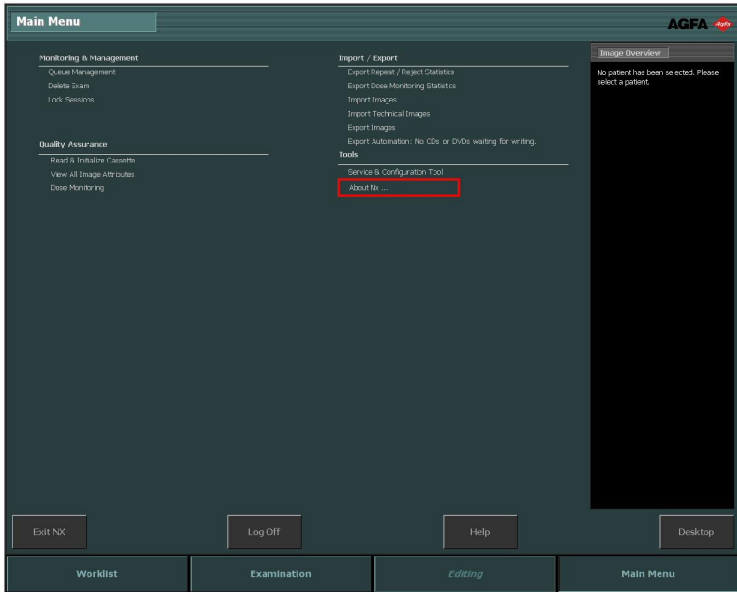 Main Menu
AGFA Agfa
Monitoring & Management
Queue Management
Delete Exam
Lock Sessions
Quality Assurance
Read & Initialize Cassette
View All Image Attributes
Dose Monitoring
Import / Export
Export Repeat / Reject Statistics
Export Dose Monitoring Statistics
Import Images
Import Technical Images
Export Images
Export Automation: No CDs or DVDs waiting for writing.
Tools
Service & Configuration Tool
About Nx ...
Image Overview
No patient has been selected. Please
select a patient.
Exit NX
Log Off
Help
Desktop
Worklist
Examination
Editing
Main Menu